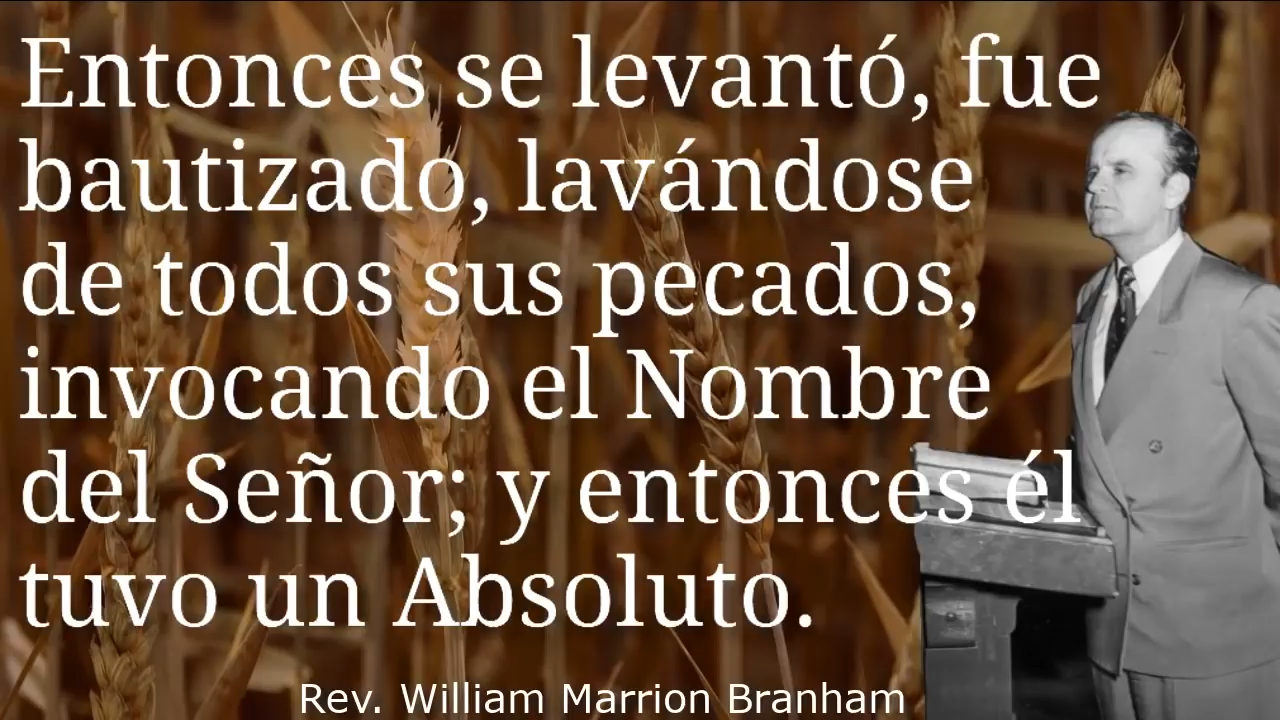 Entonces se levantó, fue
bautizado, lavándose
de todos sus pecados,
invocando el Nombre
del Señor; y entonces él
tuvo un Absoluto.
Rev. William Marrion Branham